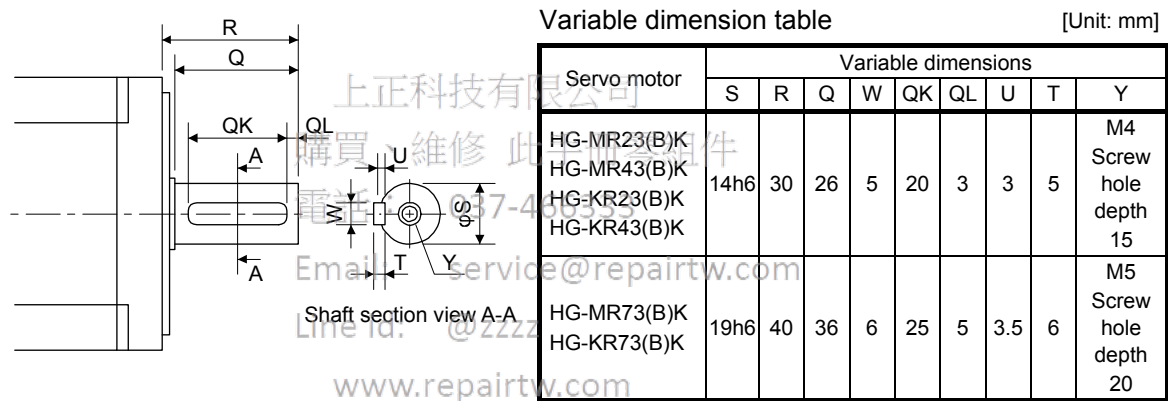 Variable dimension table [Unit: mm]
R
Q
QK QL
A
U
W
φS
T Y
A
Shaft section view A-A
Servo motor Variable dimensions
S R Q W QK QL U T Y
HG-MR23(B)K
HG-MR43(B)K
HG-KR23(B)K
HG-KR43(B)K
14h6 30 26 5 20 3 3 5
M4
Screw
hole
depth
15
HG-MR73(B)K
HG-KR73(B)K
19h6 40 36 6 25 5 3.5 6
M5
Screw
hole
depth
20
上正科技有限公司
購買、維修 此手冊零組件
電話: 037-466333
Email: service@repairtw.com
Line id: @zzzz
www.repairtw.com